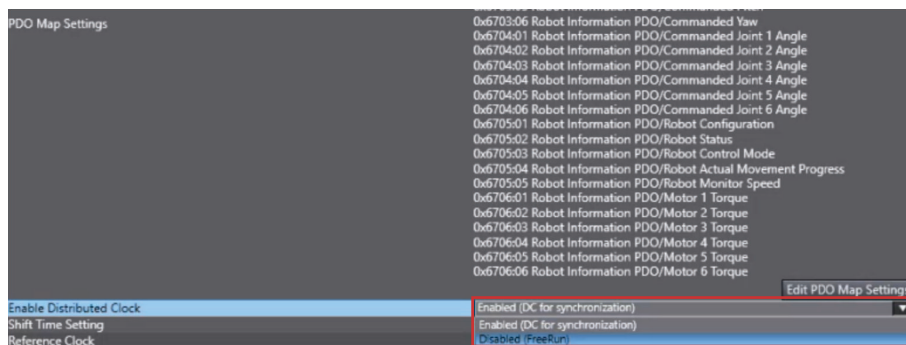 PDO Map Settings
0x6703:06 Robot Information PDO/Commanded Yaw
0x6704:01 Robot Information PDO/Commanded Joint 1 Angle
0x6704:02 Robot Information PDO/Commanded Joint 2 Angle
0x6704:03 Robot Information PDO/Commanded Joint 3 Angle
0x6704:04 Robot Information PDO/Commanded Joint 4 Angle
0x6704:05 Robot Information PDO/Commanded Joint 5 Angle
0x6704:06 Robot Information PDO/Commanded Joint 6 Angle
0x6705:01 Robot Information PDO/Robot Configuration
0x6705:02 Robot Information PDO/Robot Status
0x6705:03 Robot Information PDO/Robot Control Mode
0x6705:04 Robot Information PDO/Robot Actual Movement Progress
0x6705:05 Robot Information PDO/Robot Monitor Speed
0x6706:01 Robot Information PDO/Motor 1 Torque
0x6706:02 Robot Information PDO/Motor 2 Torque
0x6706:03 Robot Information PDO/Motor 3 Torque
0x6706:04 Robot Information PDO/Motor 4 Torque
0x6706:05 Robot Information PDO/Motor 5 Torque
0x6706:06 Robot Information PDO/Motor 6 Torque
Edit PDO Map Settings
Enable Distributed Clock
Enabled (DC for synchronization)
Shift Time Setting
Enabled (DC for synchronization)
Reference Clock
Disabled (FreeRun)